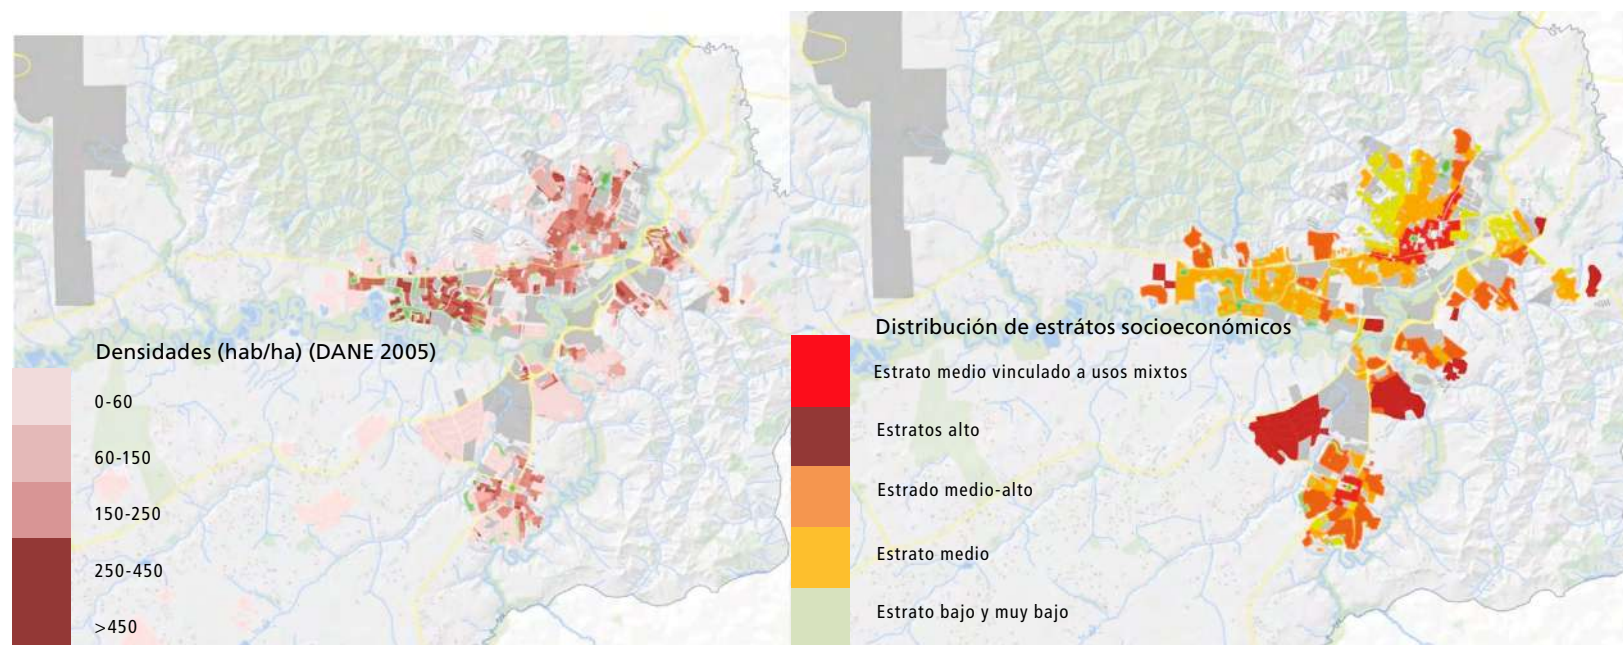 Densidades (hab/ha) (DANE 2005)
0-60
60-150
150-250
250-450
>450
Distribución de estrátos socioeconómicos
Estrato medio vinculado a usos mixtos
Estratos alto
Estrado medio-alto
Estrato medio
Estrato bajo y muy bajo